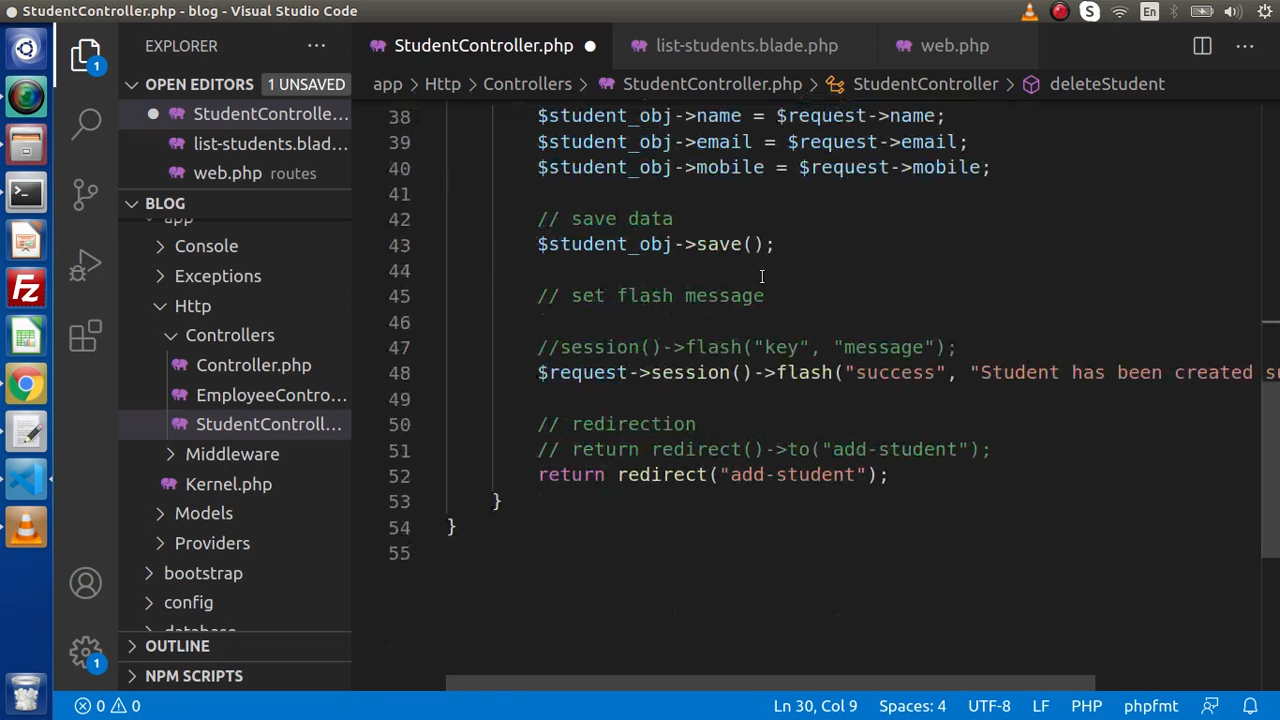 StudentController.php - blog - Visual Studio Code
S
En
EXPLORER
StudentController.php
list-students.blade.php
web.php
1
OPEN EDITORS
1 UNSAVED
app
Http
Controllers
StudentController.php
StudentController
deleteStudent
StudentControlle...
list-students.blad...
web.php routes
BLOG
app
Console
Exceptions
Http
Controllers
Controller.php
EmployeeContro...
StudentControll...
Middleware
Kernel.php
Models
Providers
bootstrap
config
database
OUTLINE
NPM SCRIPTS
1
38 $student_obj->name = $request->name;
39 $student_obj->email = $request->email;
40 $student_obj->mobile = $request->mobile;
41
42 // save data
43 $student_obj->save();
44
45 // set flash message
46
47 //session()->flash("key", "message");
48 $request->session()->flash("success", "Student has been created su
49
50 // redirection
51 // return redirect()->to("add-student");
52 return redirect("add-student");
53 }
54 }
55
0 0
Ln 30, Col 9
Spaces: 4
UTF-8
LF
PHP
phpfmt